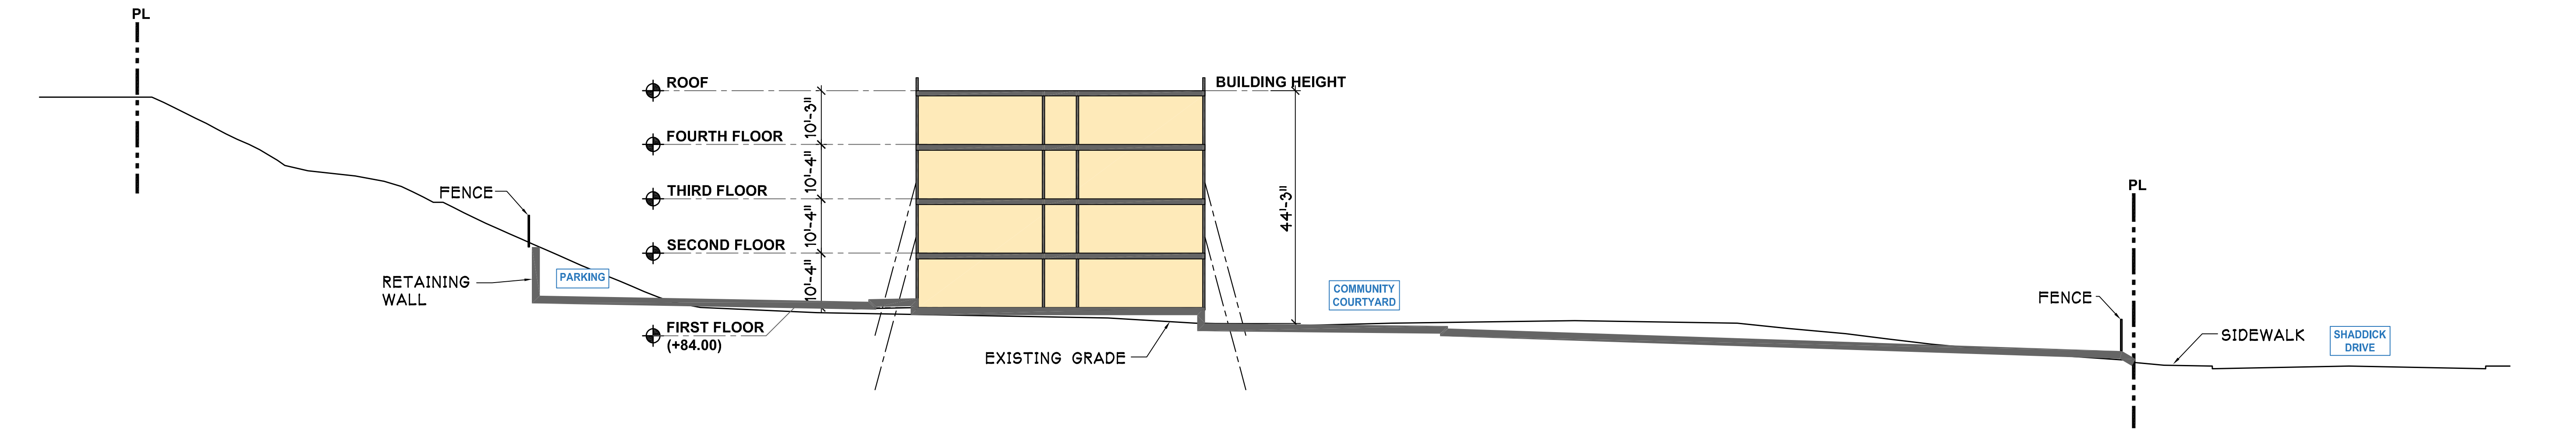 PL
ROOF
10'-3"
BUILDING HEIGHT
FOURTH FLOOR
10'-4"
THIRD FLOOR
10'-4"
SECOND FLOOR
10'-4"
FIRST FLOOR
(+84.00)
44'-3"
FENCE
RETAINING
WALL
PARKING
EXISTING GRADE
COMMUNITY
COURTYARD
PL
FENCE
SIDEWALK
SHADDICK
DRIVE